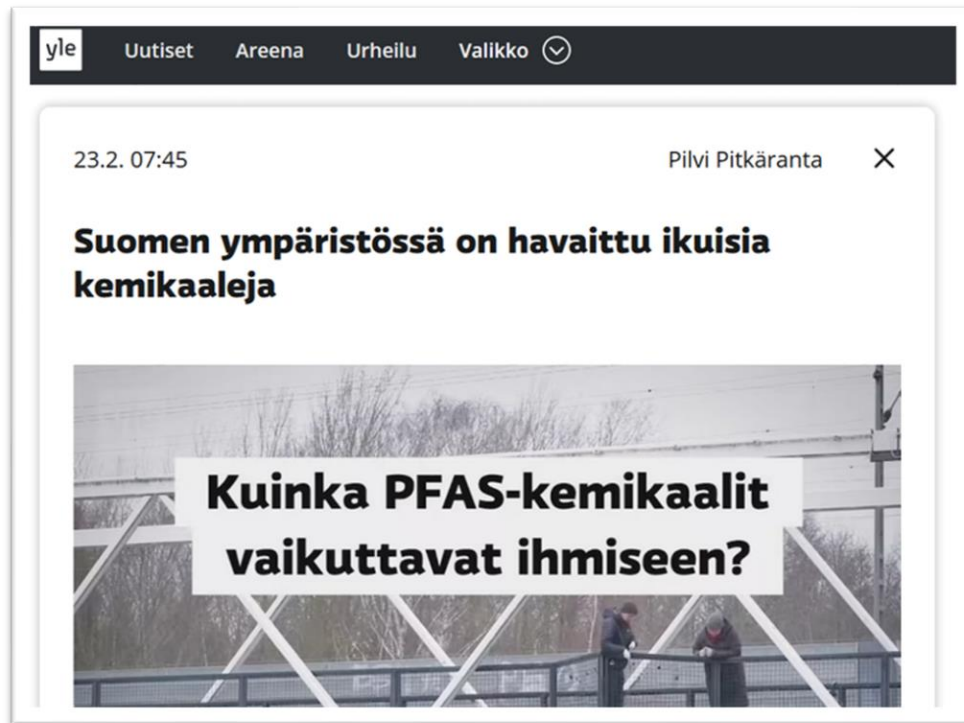 yle Uutiset Areena Urheilu Valikko
23.2. 07:45 Pilvi Pitkäranta
Suomen ympäristössä on havaittu ikuisia
kemikaaleja
Kuinka PFAS-kemikaalit
vaikuttavat ihmiseen?